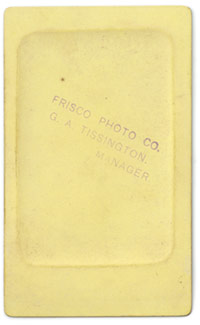 FRISCO PHOTO CO.
G. A. TISSINGTON.
MANAGER